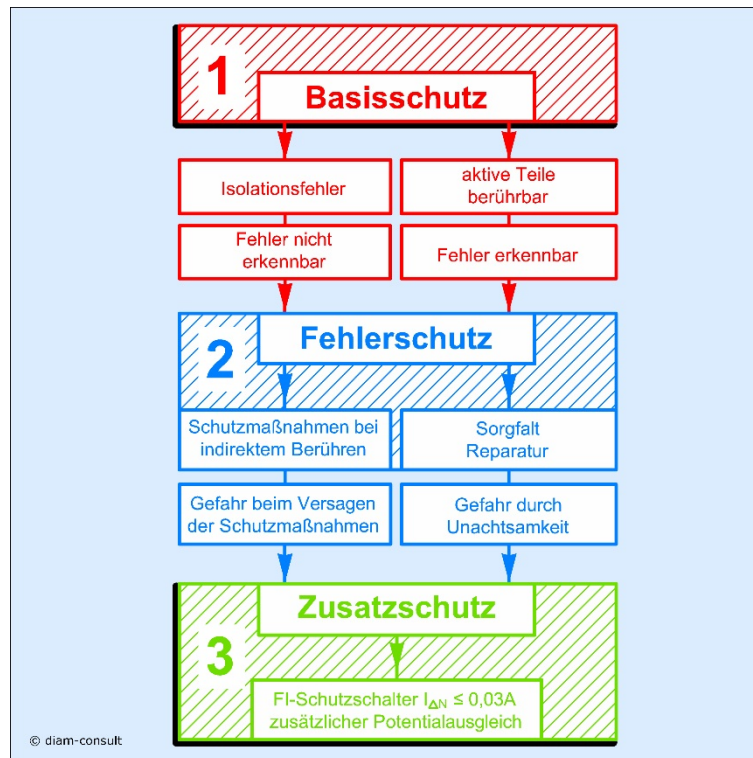 1
Basisschutz
Isolationsfehler
aktive Teile
berührbar
Fehler nicht
erkennbar
Fehler erkennbar
2
Fehlerschutz
Schutzmaßnahmen bei
indirektem Berühren
Sorgfalt
Reparatur
Gefahr beim Versagen
der Schutzmaßnahmen
Gefahr durch
Unachtsamkeit
Zusatzschutz
3
FI-Schutzschalter I∆N ≤ 0,03A
zusätzlicher Potentialausgleich
© diam-consult